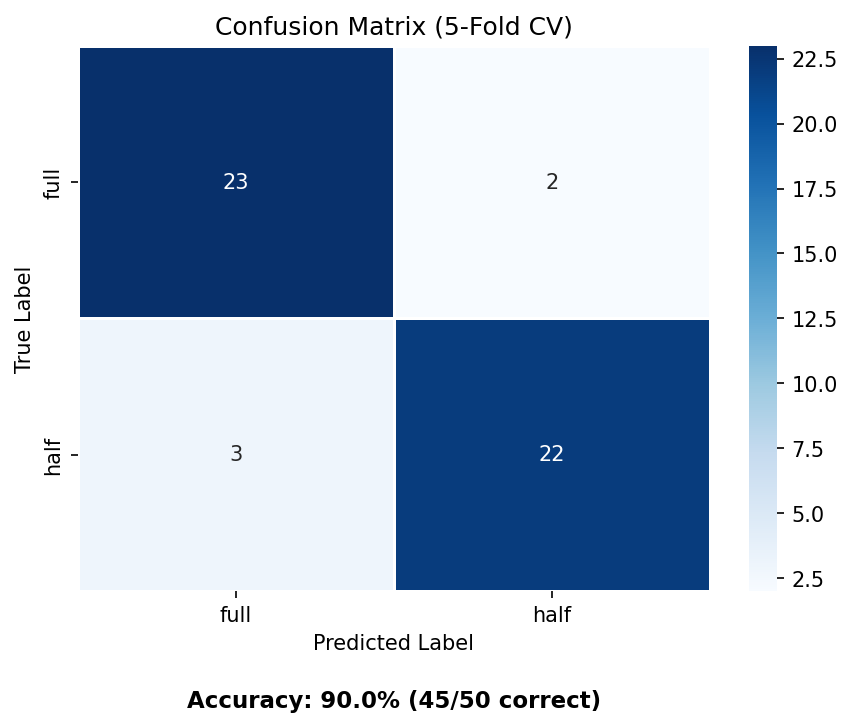 Confusion Matrix (5-Fold CV)
True Label
full
half
23
2
3
22
full
half
Predicted Label
22.5
20.0
17.5
15.0
12.5
10.0
7.5
5.0
2.5
Accuracy: 90.0% (45/50 correct)